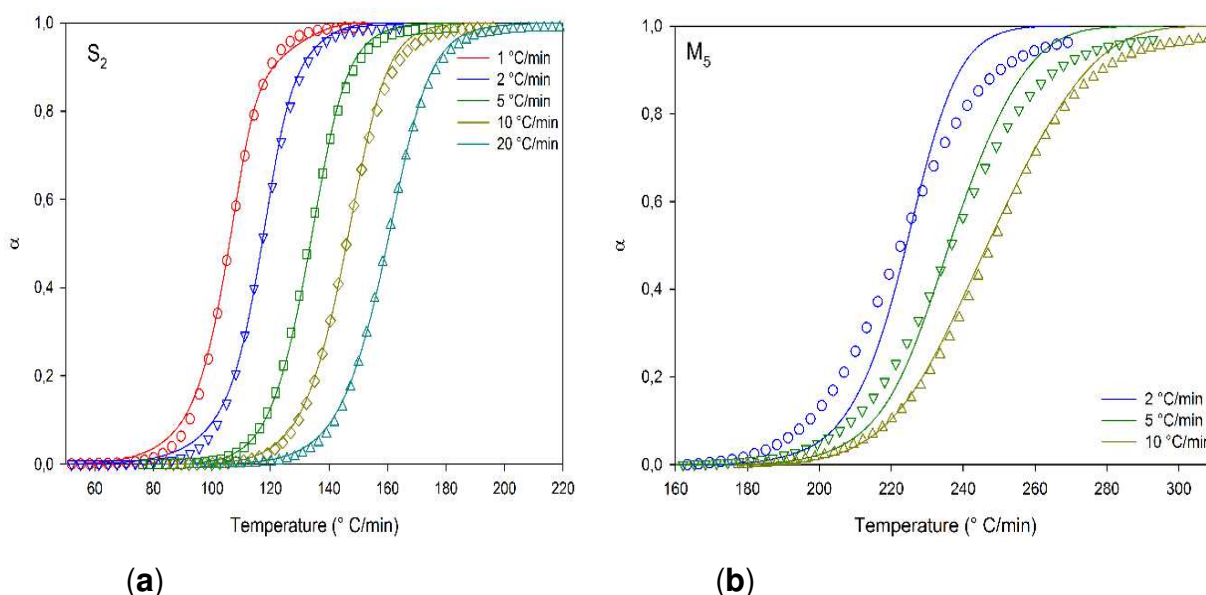 S2
1 °C/min
2 °C/min
5 °C/min
10 °C/min
20 °C/min
1,0
0,8
0,6
0,4
0,2
0,0
α
60 80 100 120 140 160 180 200 220
Temperature (° C/min)
(a)
M5
2 °C/min
5 °C/min
10 °C/min
1,0
0,8
0,6
0,4
0,2
0,0
α
160 180 200 220 240 260 280 300
Temperature (° C/min)
(b)